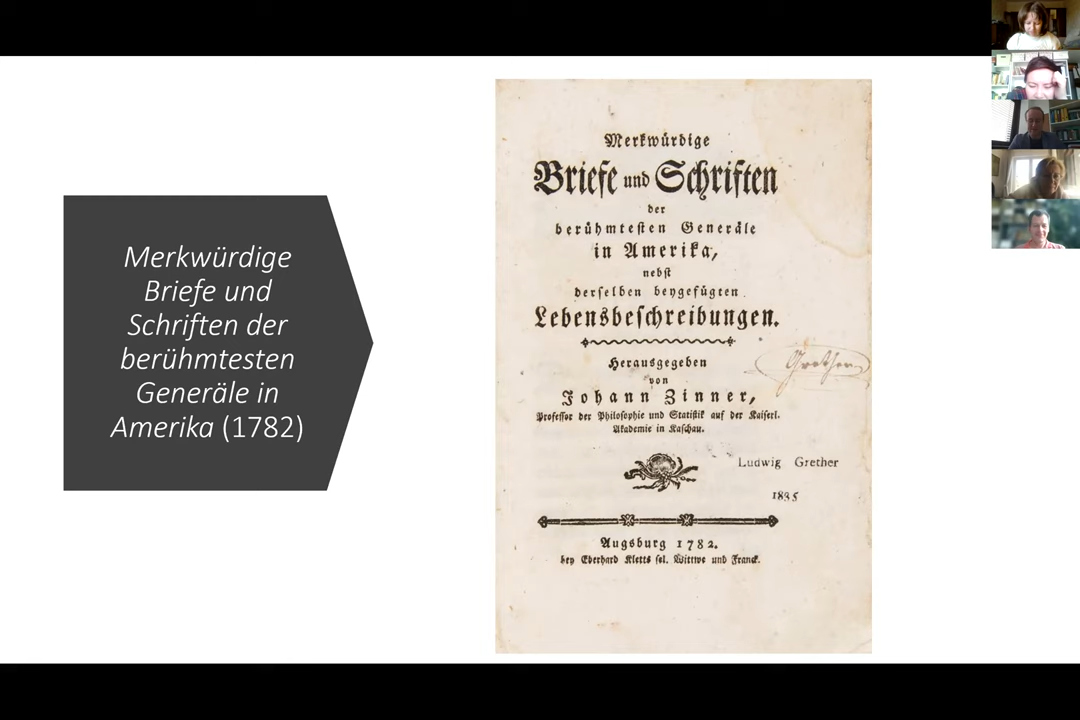 Merkwürdige
Briefe und
Schriften der
berühmtesten
Generäle in
Amerika (1782)
Merkwürdige
Briefe und Schriften
der
berühmtesten Generäle
in Amerika,
nebst
derselben beygefügten
Lebensbeschreibungen.
Herausgegeben
von
Johann Zinner,
Professor der Philosophie und Statistik auf der Kaiserl.
Akademie in Kaschau.
Grether
Ludwig Grether
1835
Augsburg 1782.
bey Eberhard Kletts sel. Wittwe und Franck.